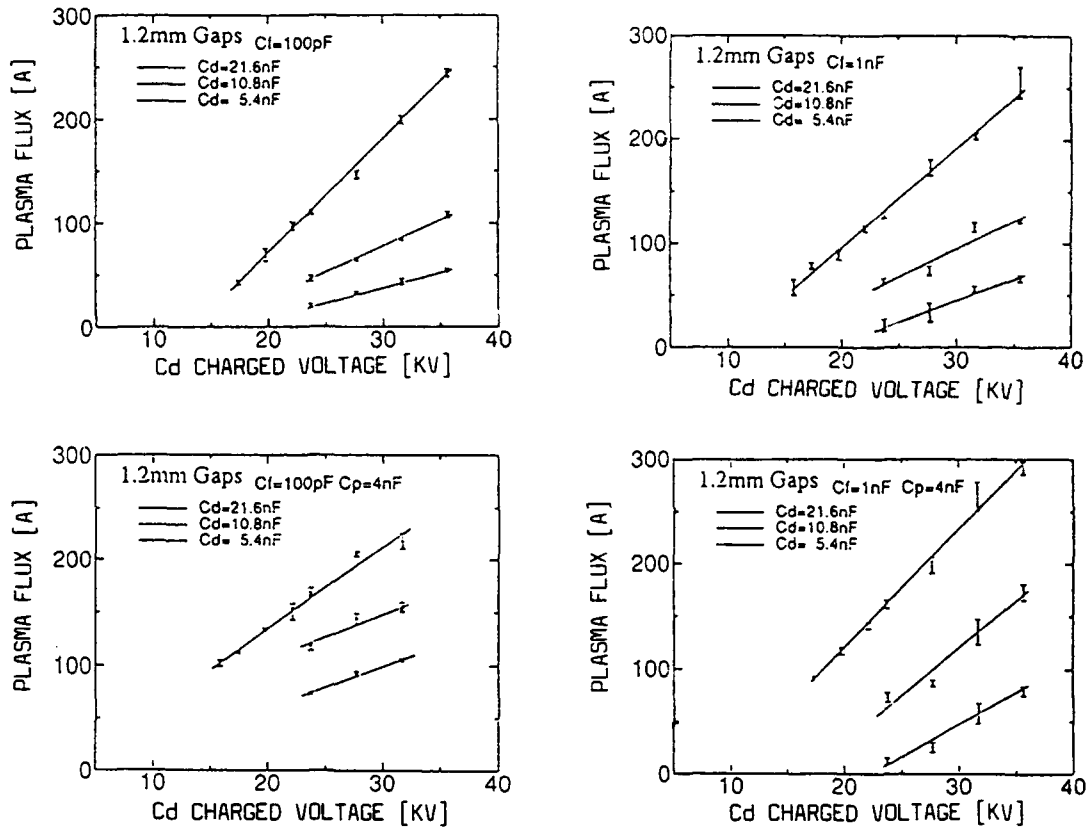 300
1.2mm Gaps Cf=100pF
Cd=21.6nF
Cd=10.8nF
Cd= 5.4nF
200
100
0
10 20 30 40
PLASMA FLUX [A]
Cd CHARGED VOLTAGE [KV]
300
1.2mm Gaps Cf=1nF
Cd=21.6nF
Cd=10.8nF
Cd= 5.4nF
200
100
0
10 20 30 40
PLASMA FLUX [A]
Cd CHARGED VOLTAGE [KV]
300
1.2mm Gaps Cf=100pF Cp=4nF
Cd=21.6nF
Cd=10.8nF
Cd= 5.4nF
200
100
0
10 20 30 40
PLASMA FLUX [A]
Cd CHARGED VOLTAGE [KV]
300
1.2mm Gaps Cf=1nF Cp=4nF
Cd=21.6nF
Cd=10.8nF
Cd= 5.4nF
200
100
0
10 20 30 40
PLASMA FLUX [A]
Cd CHARGED VOLTAGE [KV]